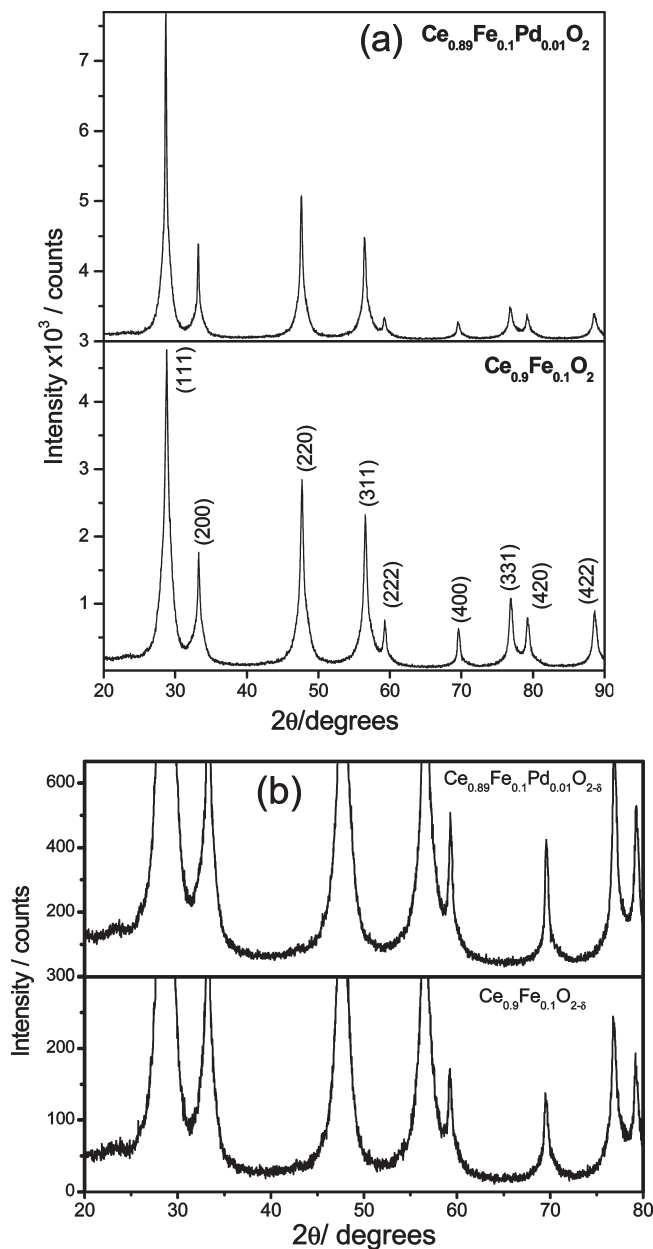 (a) Ce0.89Fe0.1Pd0.01O2
7
6
5
4
3
Ce0.9Fe0.1O2
(111)
(200)
(220)
(311)
(222)
(400)
(331)
(420)
(422)
4
3
2
1
Intensity x10^3 / counts
20 30 40 50 60 70 80 90
2θ/degrees
(b) Ce0.89Fe0.1Pd0.01O2-δ
600
400
200
300
Ce0.9Fe0.1O2-δ
200
100
0
Intensity / counts
20 30 40 50 60 70 80
2θ/ degrees